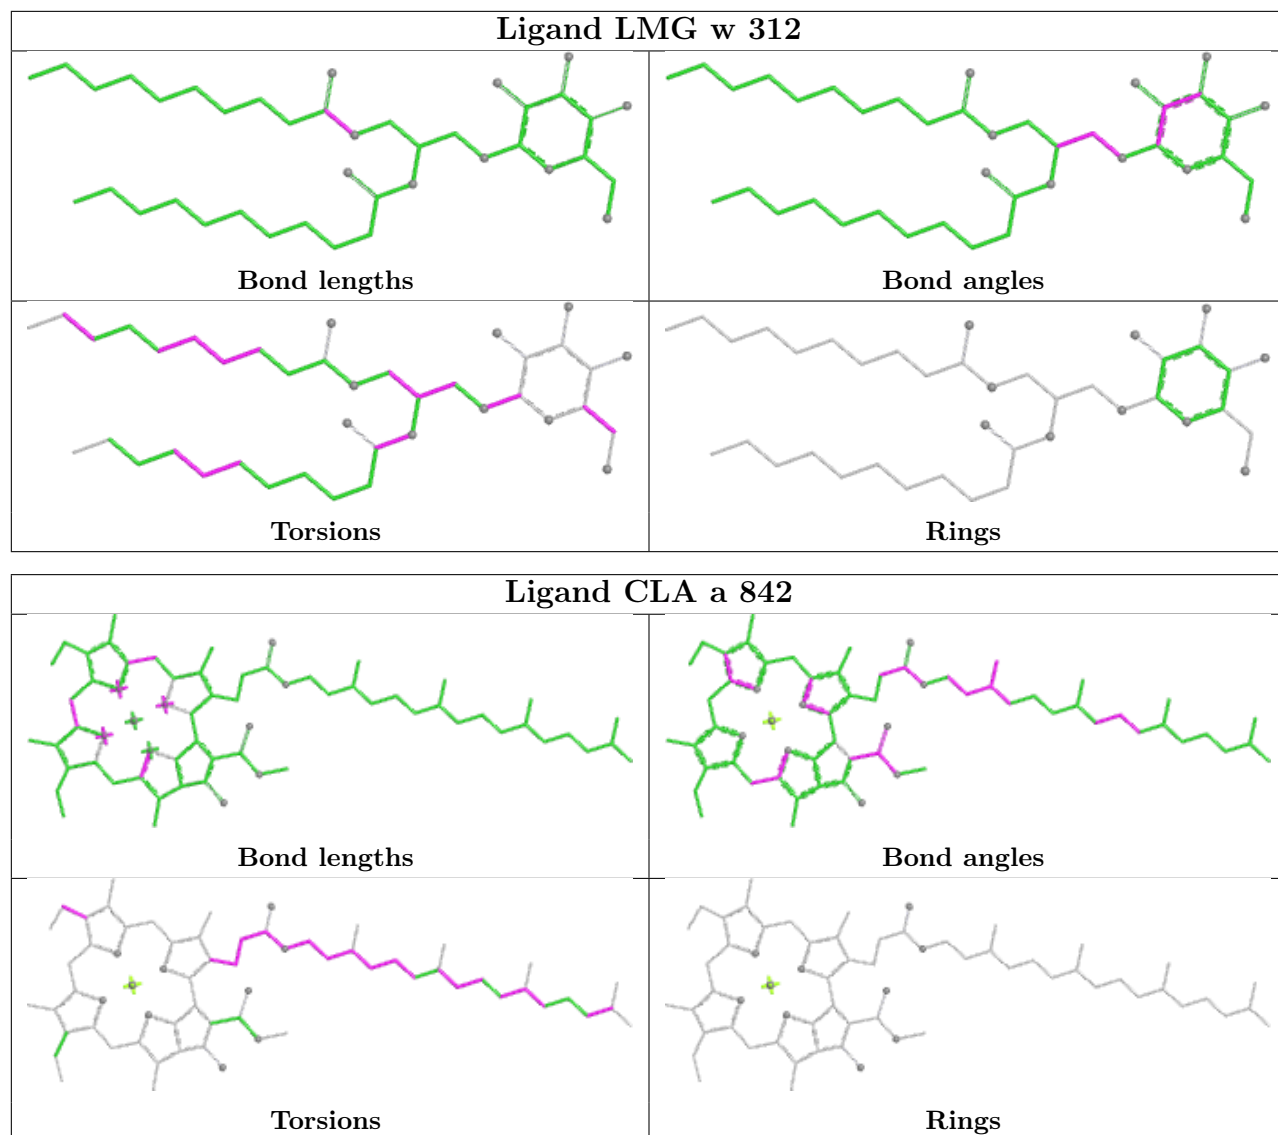 Ligand LMG w 312
Bond lengths
Bond angles
Torsions
Rings
Ligand CLA a 842
Bond lengths
Bond angles
Torsions
Rings